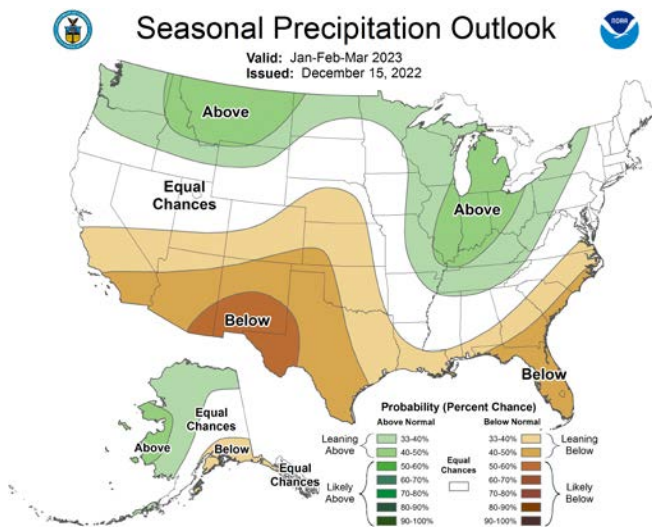 Seasonal Precipitation Outlook
Valid: Jan-Feb-Mar 2023
Issued: December 15, 2022
NOAA
Above
Equal
Chances
Above
Below
Below
Above
Equal
Chances
Below
Equal
Chances
Probability (Percent Chance)
Above Normal
Below Normal
Leaning
Above
33-40%
40-50%
Likely
Above
50-60%
60-70%
70-80%
80-90%
90-100%
Equal
Chances
33-40%
40-50%
Leaning
Below
50-60%
60-70%
70-80%
80-90%
90-100%
Likely
Below